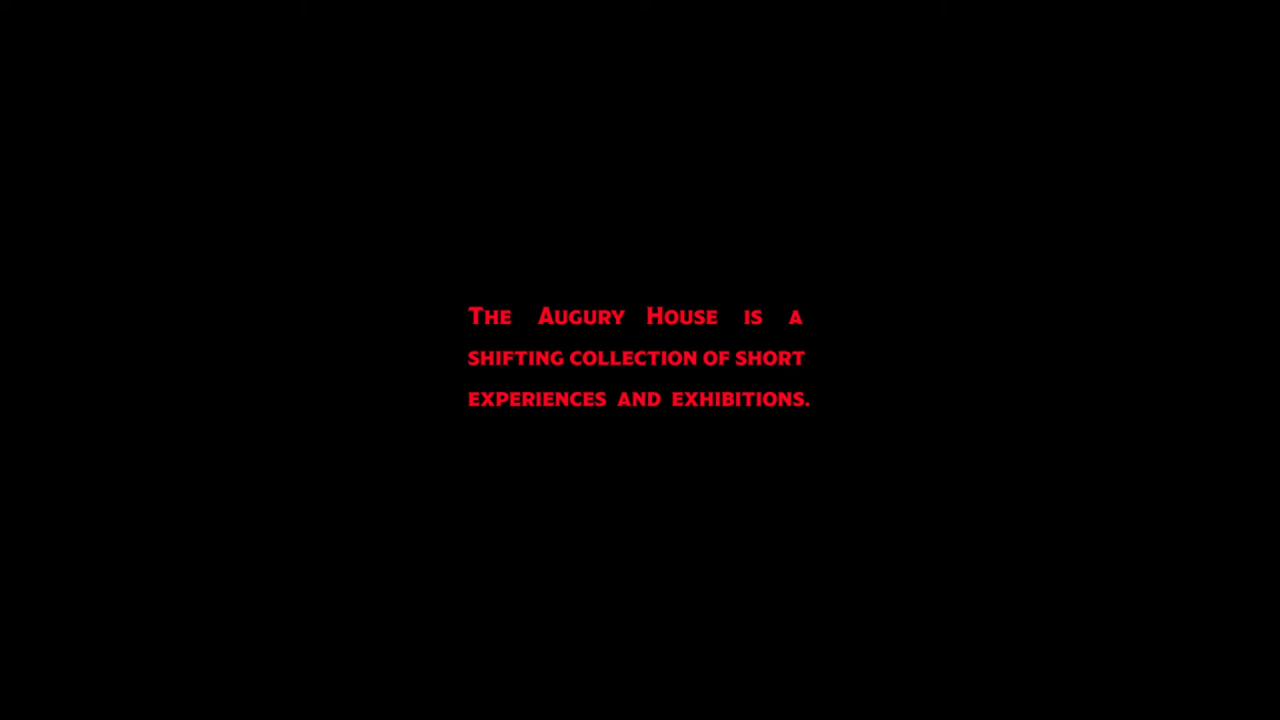 The Augury House is a
shifting collection of short
experiences and exhibitions.